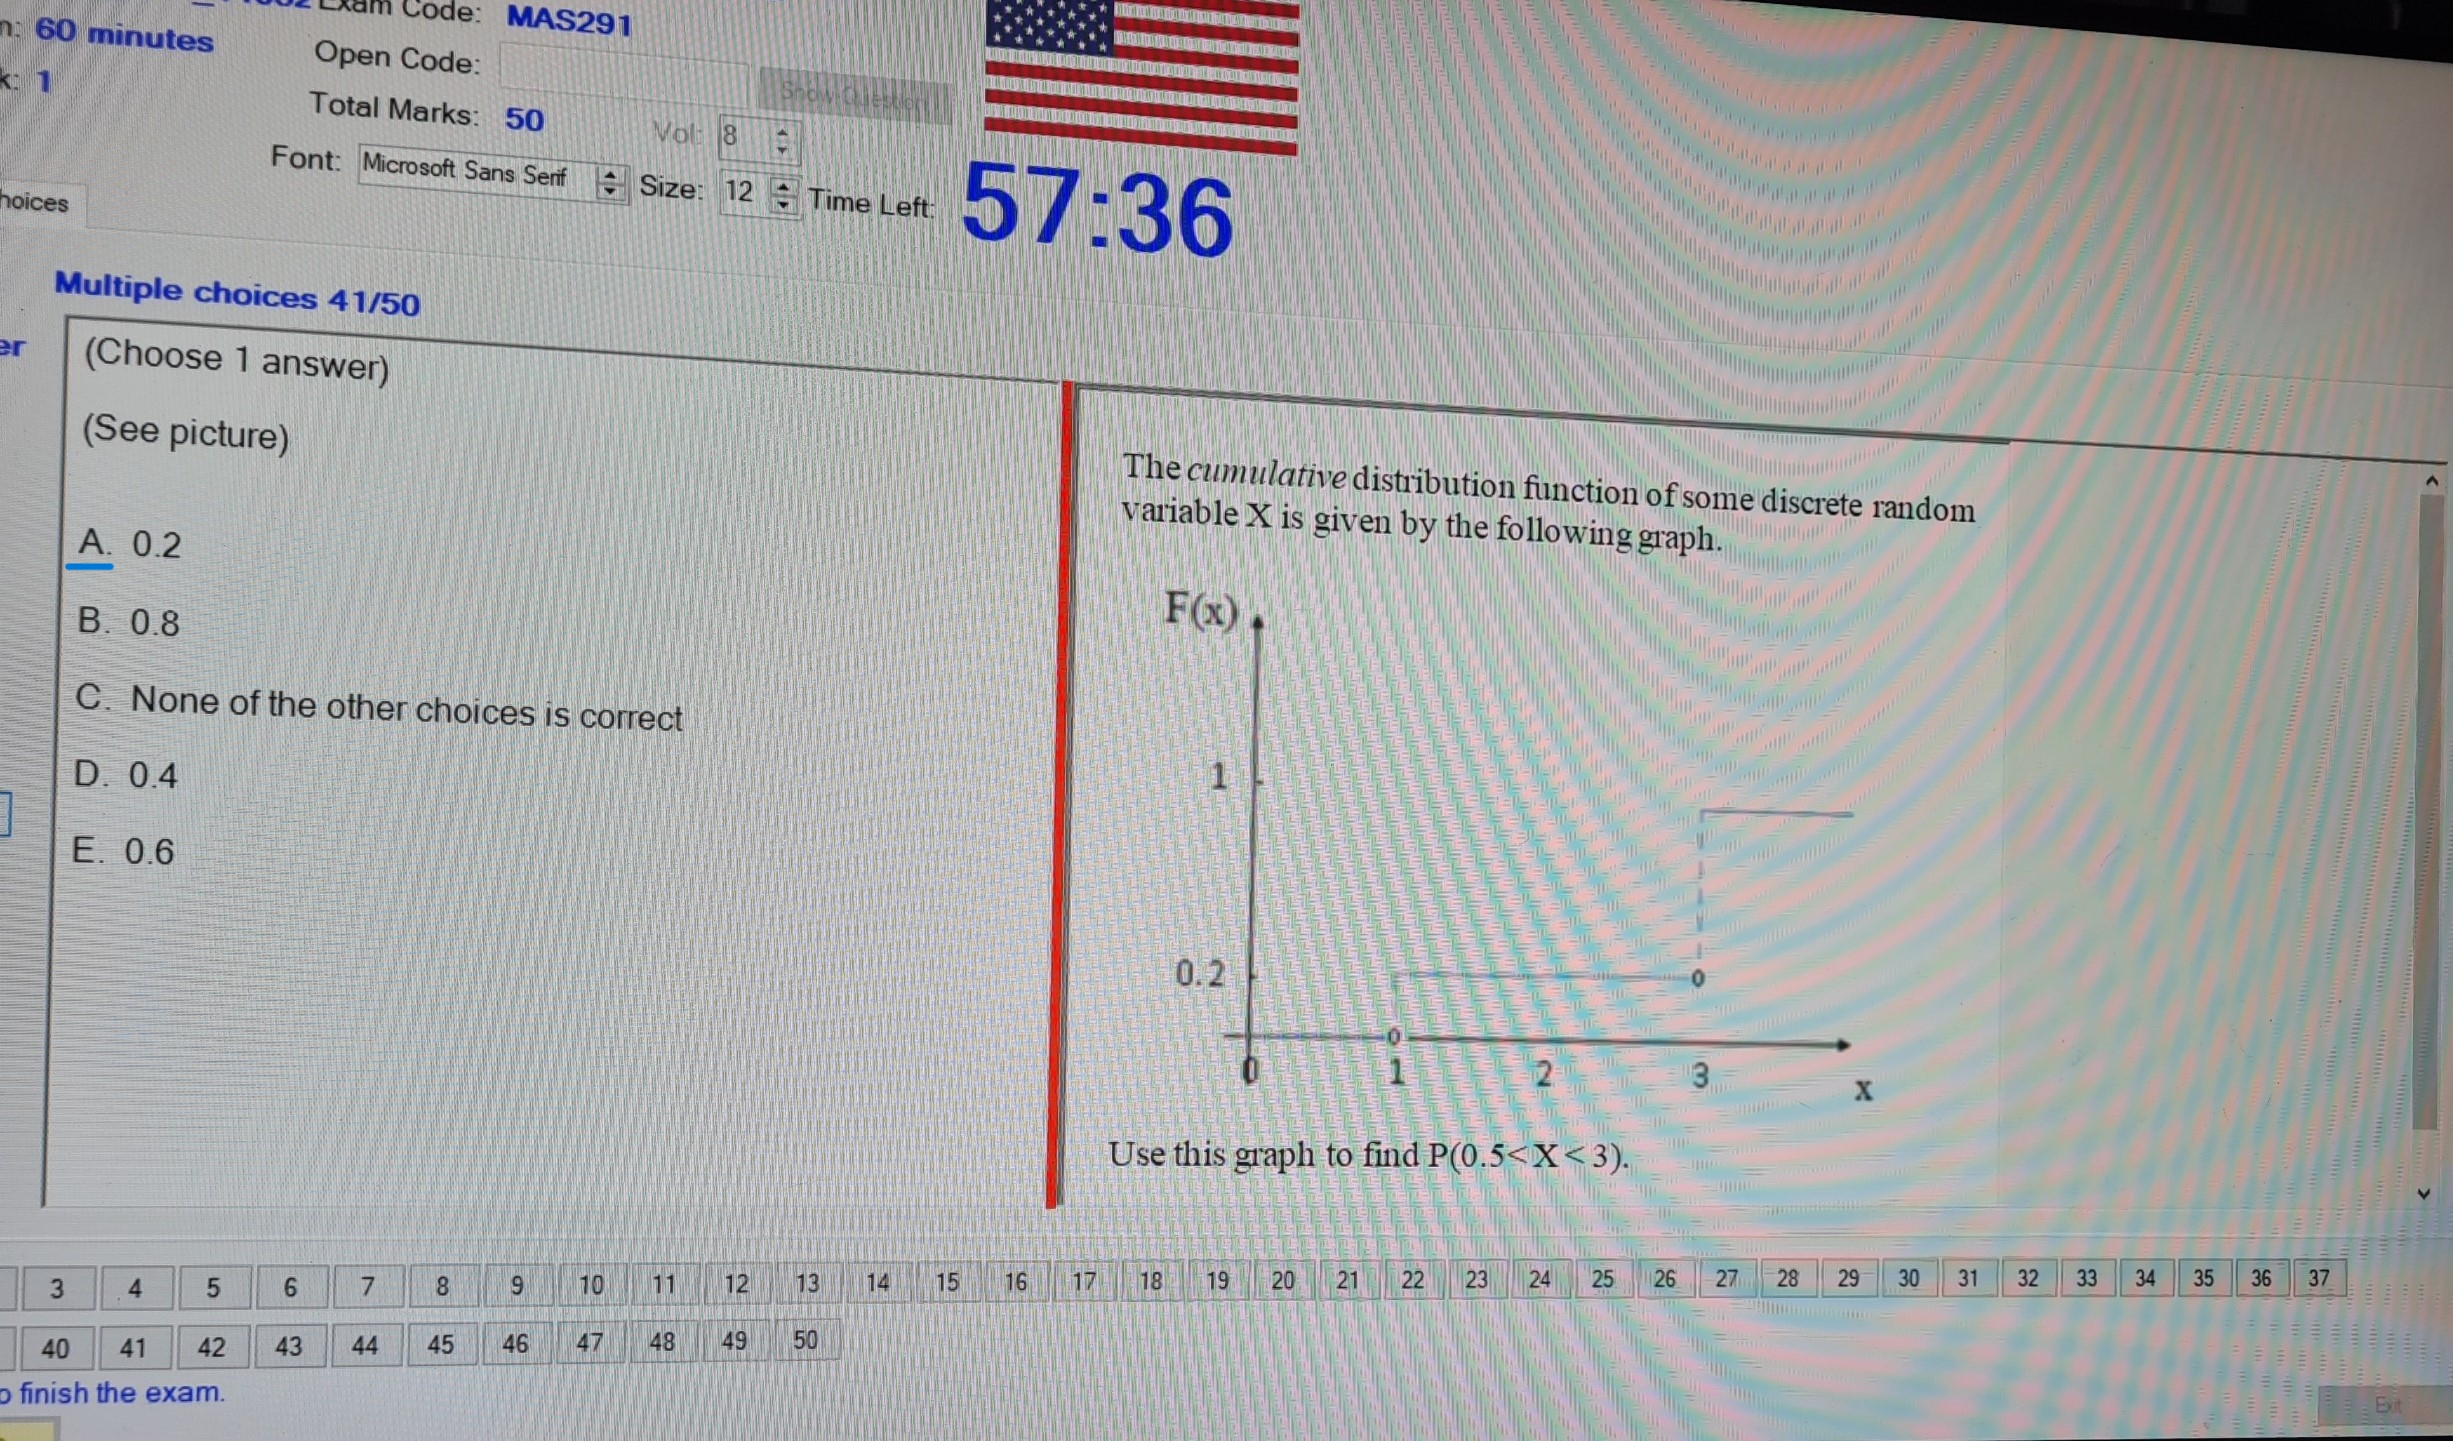 Exam Code: MAS291
60 minutes
Open Code:
Show Question
1
Total Marks: 50
Vol: 8
Font: Microsoft Sans Serif Size: 12 Time Left: 57:36
Multiple choices 41/50
(Choose 1 answer)
(See picture)
A. 0.2
B. 0.8
C. None of the other choices is correct
D. 0.4
E. 0.6
The cumulative distribution function of some discrete random
variable X is given by the following graph.
F(x)
1
0.2
0 1 2 3
x
Use this graph to find P(0.5<X<3).
3 4 5 6 7 8 9 10 11 12 13 14 15 16 17 18 19 20 21 22 23 24 25 26 27 28 29 30 31 32 33 34 35 36 37
40 41 42 43 44 45 46 47 48 49 50
finish the exam.
Exit